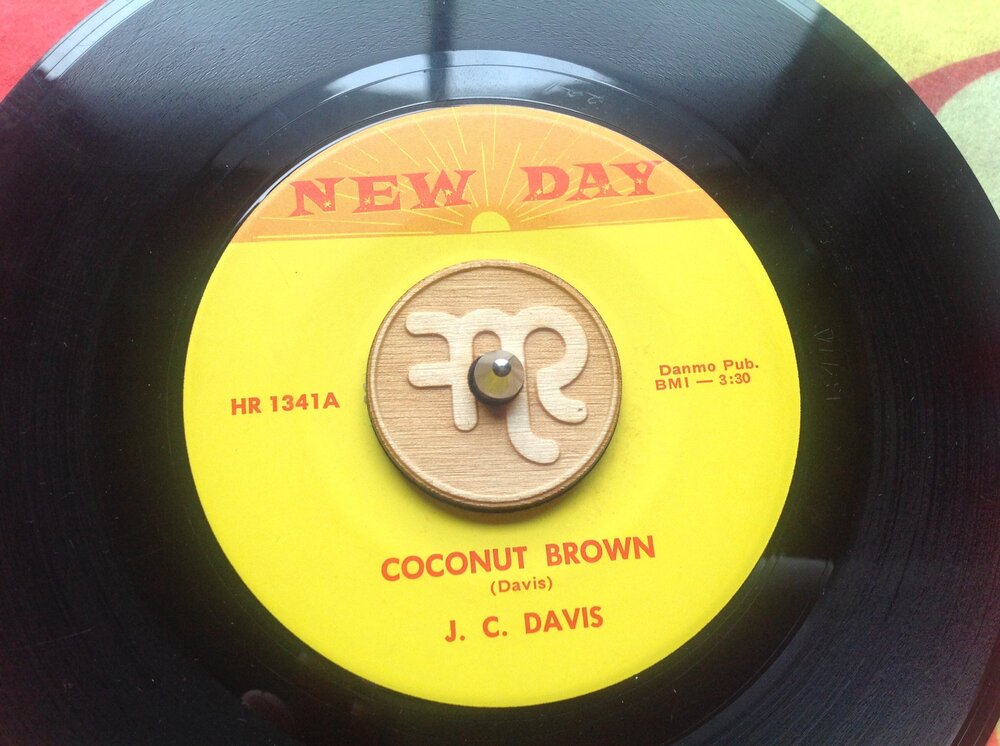 NEW DAY
HR 1341A
Danmo Pub.
BMI — 3:30
COCONUT BROWN
(Davis)
J. C. DAVIS